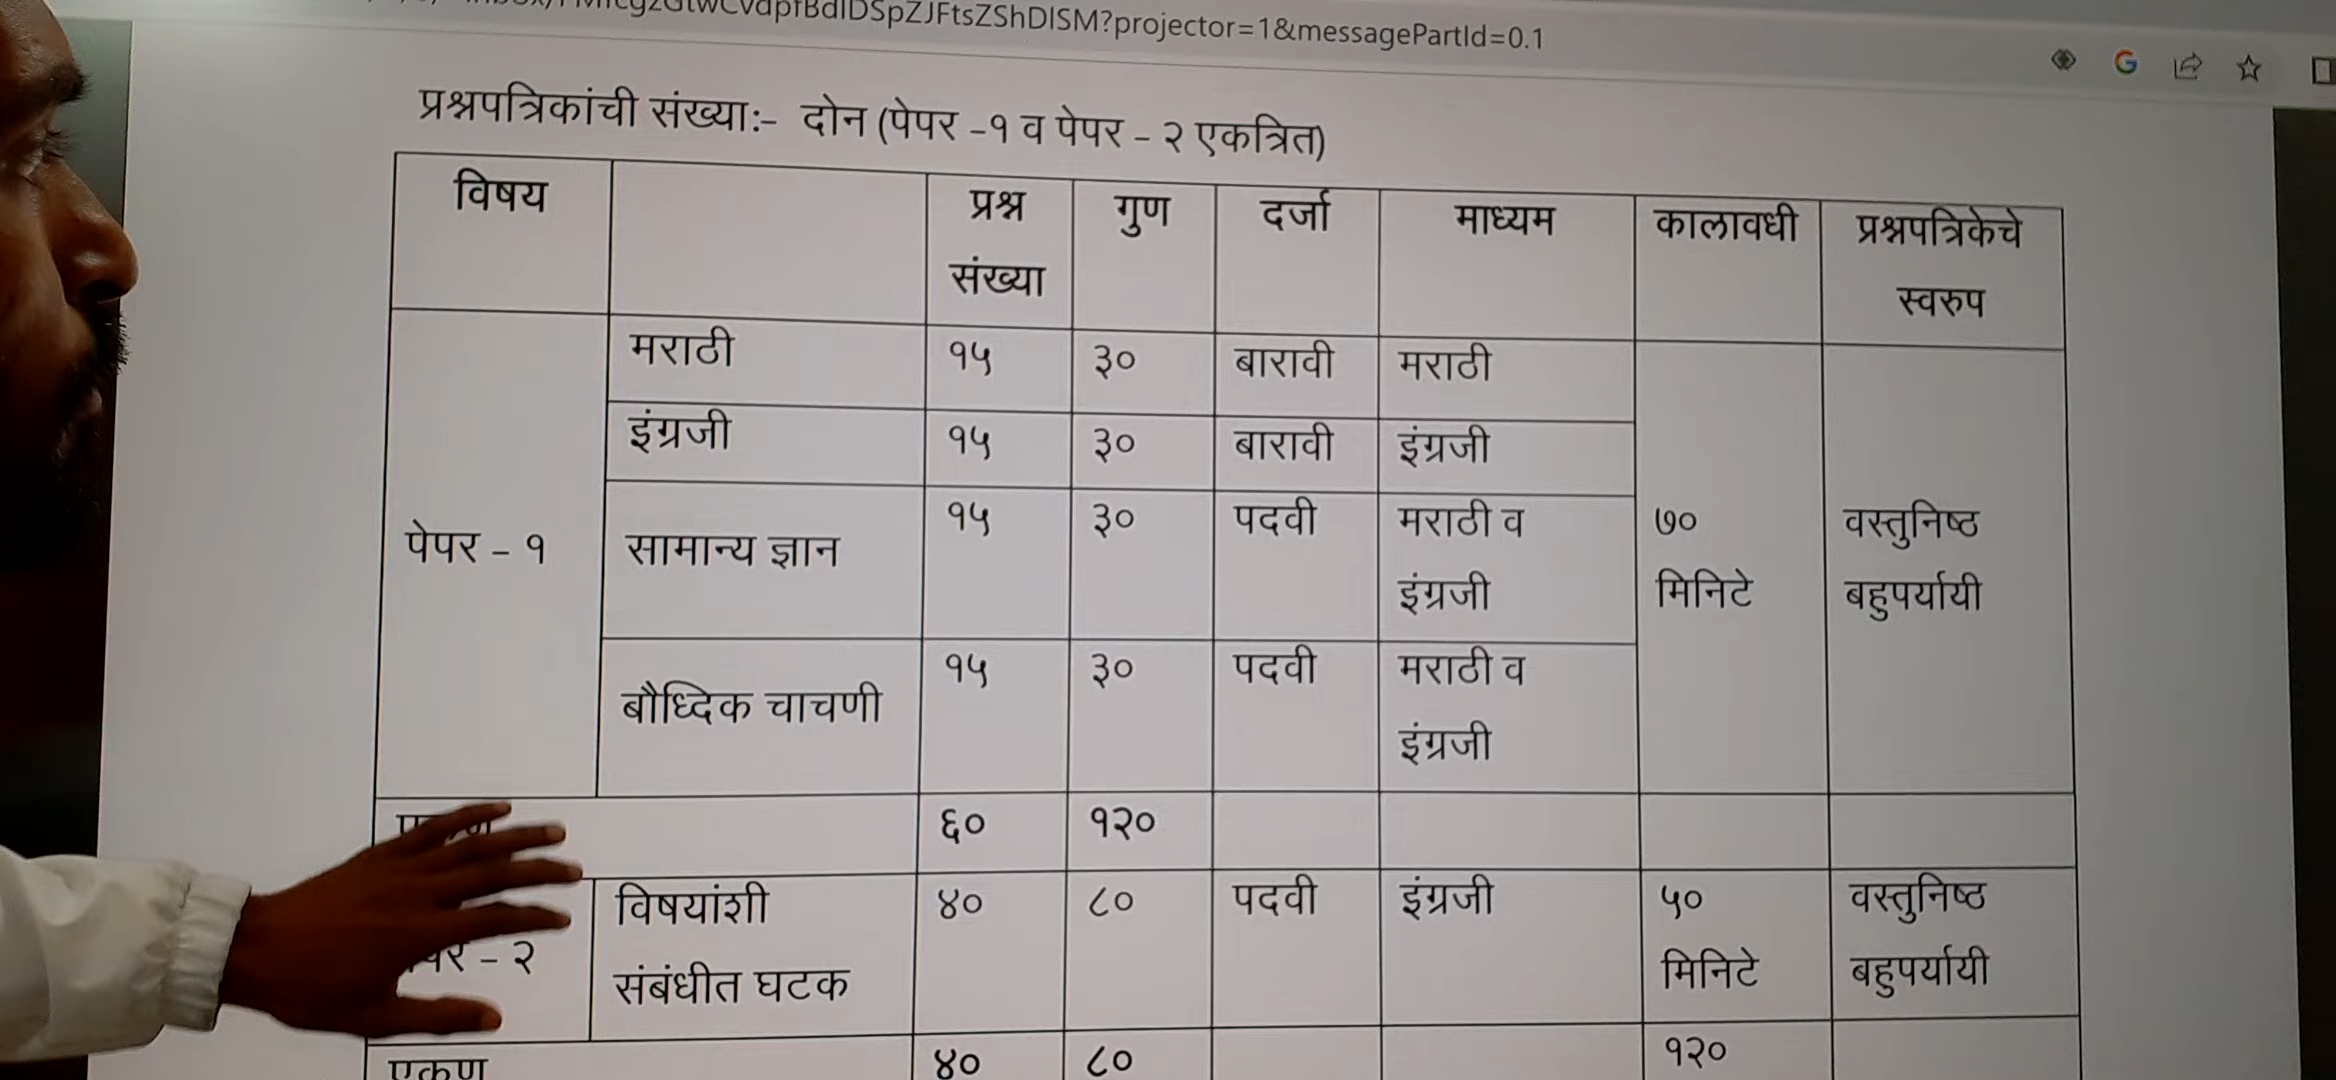 projector=1&messagePartId=0.1
प्रश्नपत्रिकांची संख्या:- दोन (पेपर -१ व पेपर - २ एकत्रित)
विषय प्रश्न संख्या गुण दर्जा माध्यम कालावधी प्रश्नपत्रिकेचे स्वरुप
पेपर - १
मराठी १५ ३० बारावी मराठी
इंग्रजी १५ ३० बारावी इंग्रजी
सामान्य ज्ञान १५ ३० पदवी मराठी व इंग्रजी
बौध्दिक चाचणी १५ ३० पदवी मराठी व इंग्रजी
७० मिनिटे
वस्तुनिष्ठ बहुपर्यायी
६० १२०
- २ विषयांशी संबंधीत घटक ४० ८० पदवी इंग्रजी ५० मिनिटे वस्तुनिष्ठ बहुपर्यायी
एकुण ४० ८० १२०